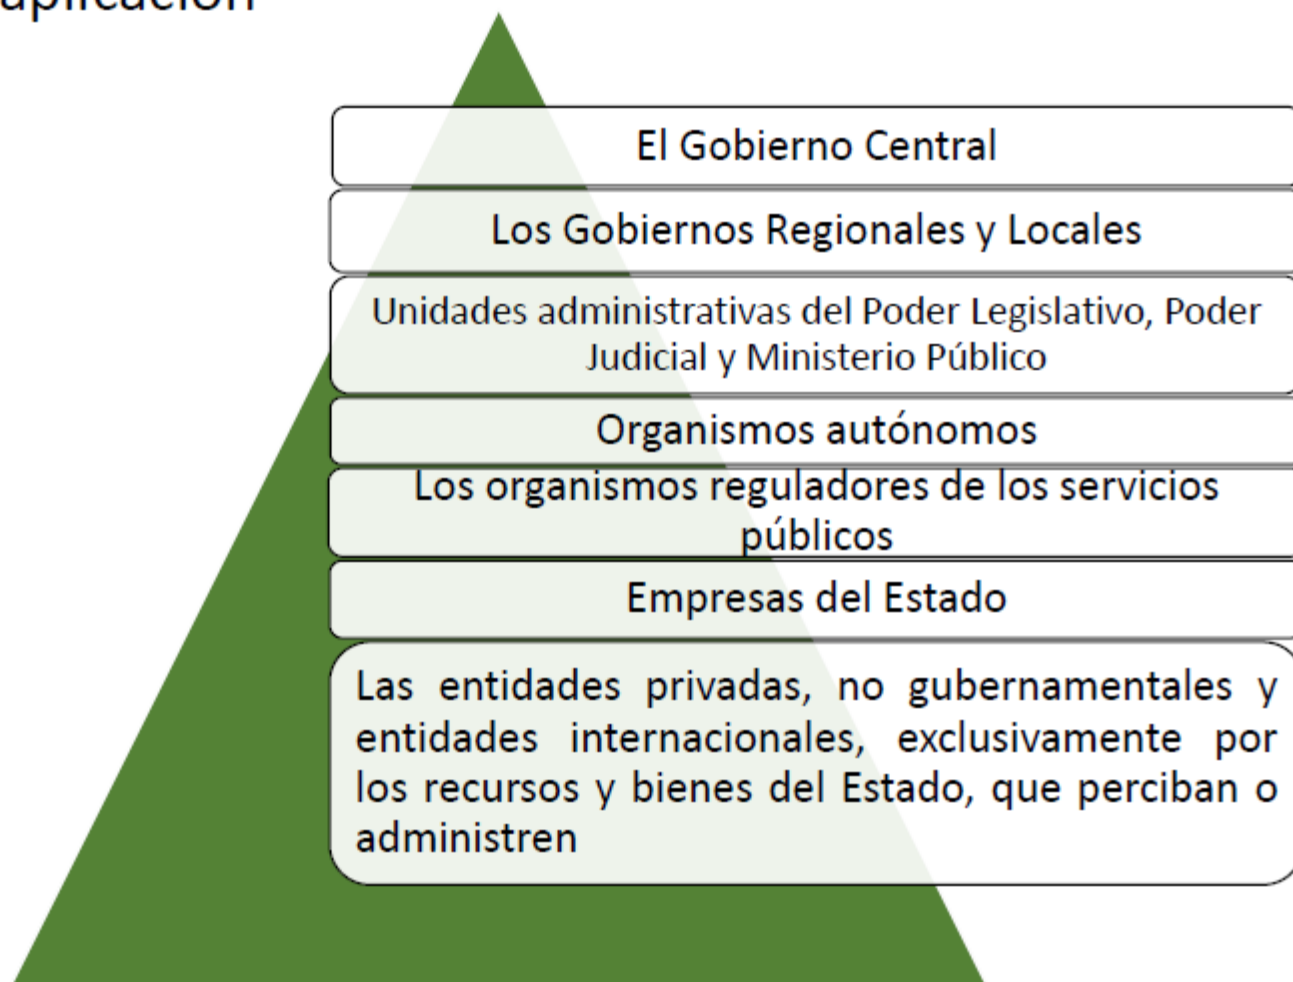 aplicación
El Gobierno Central
Los Gobiernos Regionales y Locales
Unidades administrativas del Poder Legislativo, Poder
Judicial y Ministerio Público
Organismos autónomos
Los organismos reguladores de los servicios
públicos
Empresas del Estado
Las entidades privadas, no gubernamentales y
entidades internacionales, exclusivamente por
los recursos y bienes del Estado, que perciban o
administren